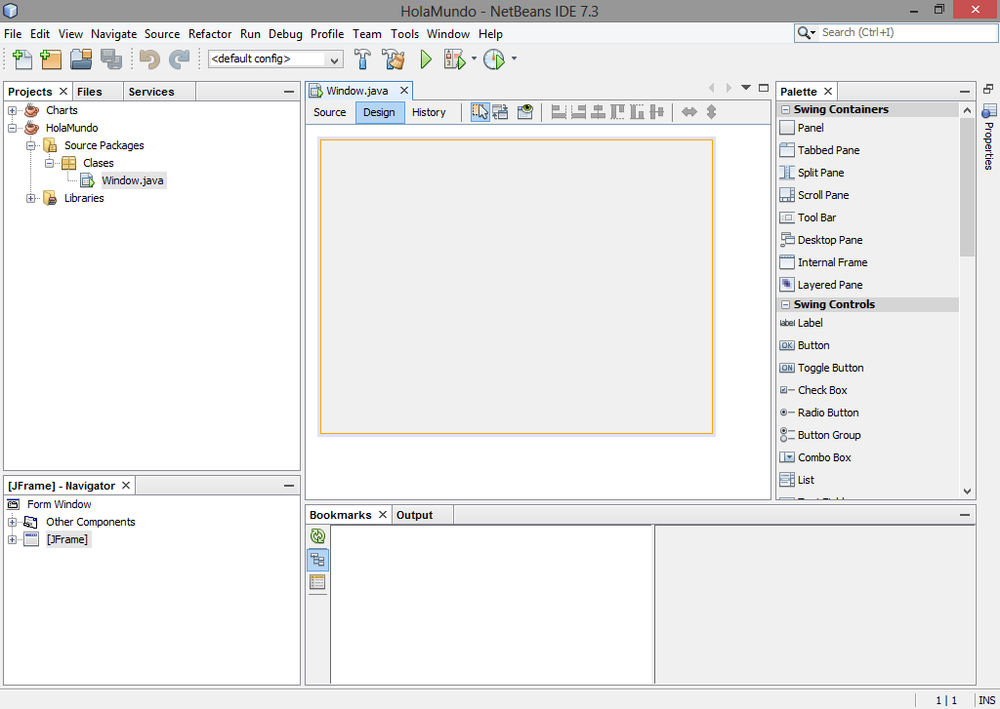 HolaMundo - NetBeans IDE 7.3
File Edit View Navigate Source Refactor Run Debug Profile Team Tools Window Help
Search (Ctrl+I)
<default config>
Projects Files Services
Charts
HolaMundo
Source Packages
Clases
Window.java
Libraries
[JFrame] - Navigator
Form Window
Other Components
[JFrame]
Window.java
Source Design History
Bookmarks Output
Palette
Swing Containers
Panel
Tabbed Pane
Split Pane
Scroll Pane
Tool Bar
Desktop Pane
Internal Frame
Layered Pane
Swing Controls
label Label
OK Button
ON Toggle Button
Check Box
Radio Button
Button Group
Combo Box
List
Properties
1 | 1 INS